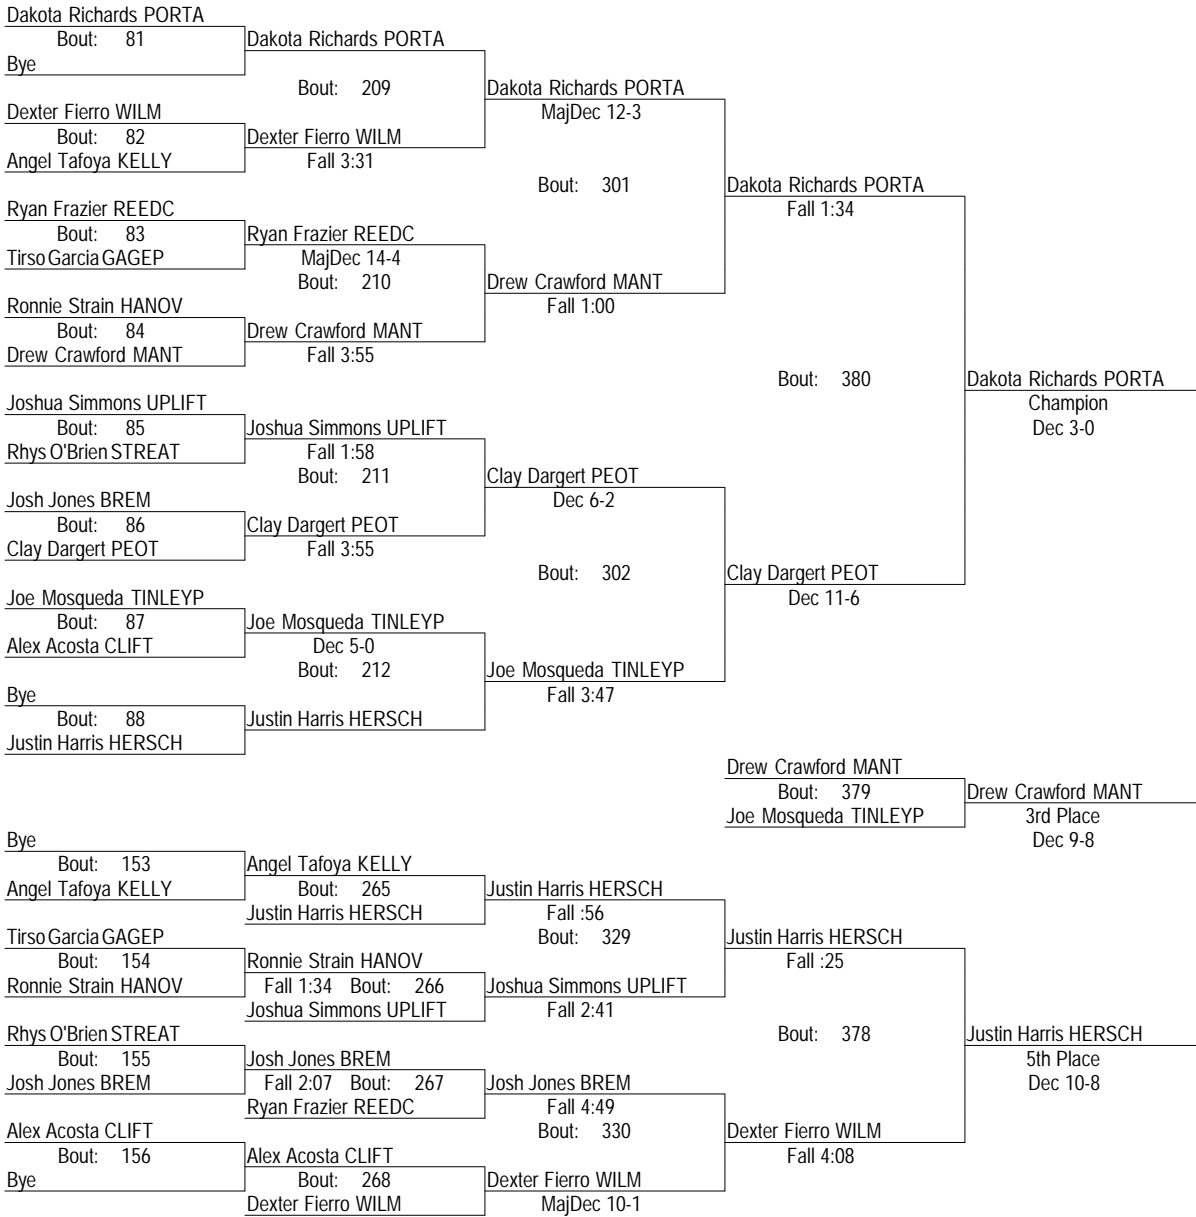 Dakota Richards PORTA
Bout: 81
Dakota Richards PORTA
Bye
Bout: 209
Dakota Richards PORTA
Dexter Fierro WILM
MajDec 12-3
Bout: 82
Dexter Fierro WILM
Angel Tafoya KELLY
Fall 3:31
Bout: 301
Dakota Richards PORTA
Ryan Frazier REEDC
Fall 1:34
Bout: 83
Ryan Frazier REEDC
Tirso Garcia GAGEP
MajDec 14-4
Bout: 210
Drew Crawford MANT
Ronnie Strain HANOV
Fall 1:00
Bout: 84
Drew Crawford MANT
Drew Crawford MANT
Fall 3:55
Bout: 380
Dakota Richards PORTA
Joshua Simmons UPLIFT
Champion
Bout: 85
Joshua Simmons UPLIFT
Dec 3-0
Rhys O'Brien STREAT
Fall 1:58
Bout: 211
Clay Dargert PEOT
Josh Jones BREM
Dec 6-2
Bout: 86
Clay Dargert PEOT
Clay Dargert PEOT
Fall 3:55
Bout: 302
Clay Dargert PEOT
Joe Mosqueda TINLEYP
Dec 11-6
Bout: 87
Joe Mosqueda TINLEYP
Alex Acosta CLIFT
Dec 5-0
Bout: 212
Joe Mosqueda TINLEYP
Bye
Fall 3:47
Bout: 88
Justin Harris HERSCH
Justin Harris HERSCH
Drew Crawford MANT
Bout: 379
Drew Crawford MANT
Joe Mosqueda TINLEYP
3rd Place
Dec 9-8
Bye
Bout: 153
Angel Tafoya KELLY
Angel Tafoya KELLY
Bout: 265
Justin Harris HERSCH
Justin Harris HERSCH
Fall :56
Tirso Garcia GAGEP
Bout: 329
Justin Harris HERSCH
Bout: 154
Ronnie Strain HANOV
Fall :25
Ronnie Strain HANOV
Fall 1:34 Bout: 266
Joshua Simmons UPLIFT
Joshua Simmons UPLIFT
Fall 2:41
Rhys O'Brien STREAT
Bout: 378
Justin Harris HERSCH
Bout: 155
Josh Jones BREM
5th Place
Josh Jones BREM
Fall 2:07 Bout: 267
Josh Jones BREM
Dec 10-8
Ryan Frazier REEDC
Fall 4:49
Alex Acosta CLIFT
Bout: 330
Dexter Fierro WILM
Bout: 156
Alex Acosta CLIFT
Fall 4:08
Bye
Bout: 268
Dexter Fierro WILM
Dexter Fierro WILM
MajDec 10-1